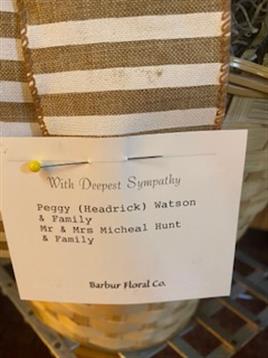 With Deepest Sympathy
Peggy (Headrick) Watson
& Family
Mr & Mrs Micheal Hunt
& Family
Barbur Floral Co.